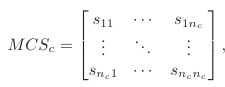 MCS_c = \begin{bmatrix} s_{11} & \cdots & s_{1n_c} \\ \vdots & \ddots & \vdots \\ s_{n_c1} & \cdots & s_{n_cn_c} \end{bmatrix},